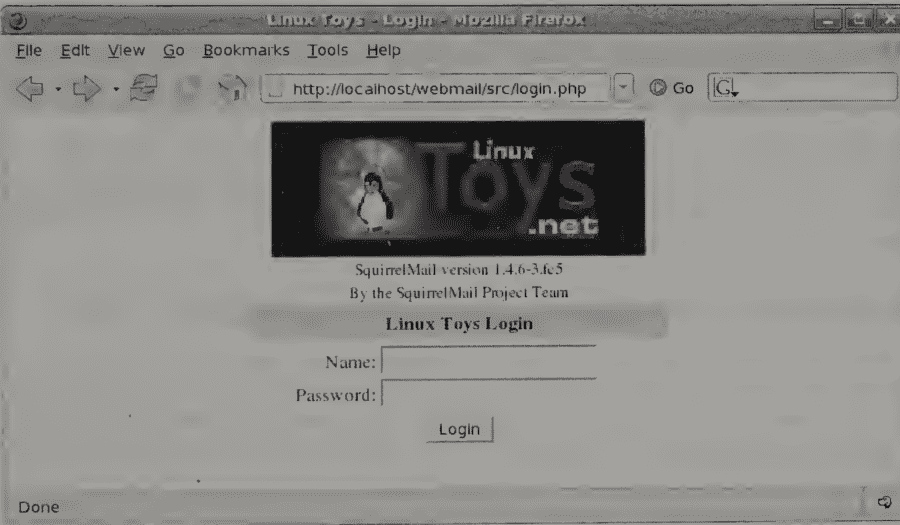 Linux Toys - Login - Mozilla Firefox
File Edit View Go Bookmarks Tools Help
http://localhost/webmail/src/login.php Go G
Linux
Toys
.net
SquirrelMail version 1.4.6-3.fc5
By the SquirrelMail Project Team
Linux Toys Login
Name:
Password:
Login
Done